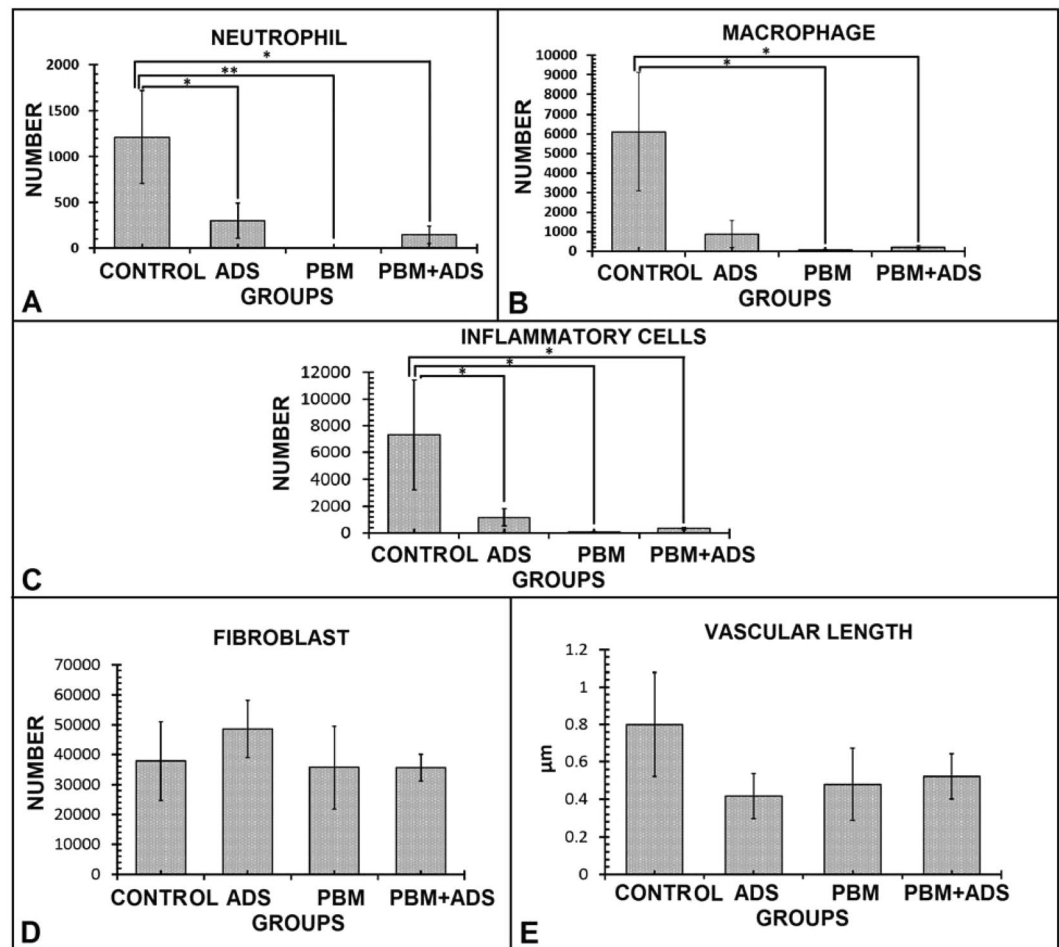 NEUTROPHIL
*
**
*
2000
1500
1000
500
0
NUMBER
CONTROL ADS PBM PBM+ADS
GROUPS
A
MACROPHAGE
*
*
10000
9000
8000
7000
6000
5000
4000
3000
2000
1000
0
NUMBER
CONTROL ADS PBM PBM+ADS
GROUPS
B
INFLAMMATORY CELLS
*
*
*
12000
10000
8000
6000
4000
2000
0
NUMBER
CONTROL ADS PBM PBM+ADS
GROUPS
C
FIBROBLAST
70000
60000
50000
40000
30000
20000
10000
0
NUMBER
CONTROL ADS PBM PBM+ADS
GROUPS
D
VASCULAR LENGTH
1.2
1
0.8
0.6
0.4
0.2
0
µm
CONTROL ADS PBM PBM+ADS
GROUPS
E